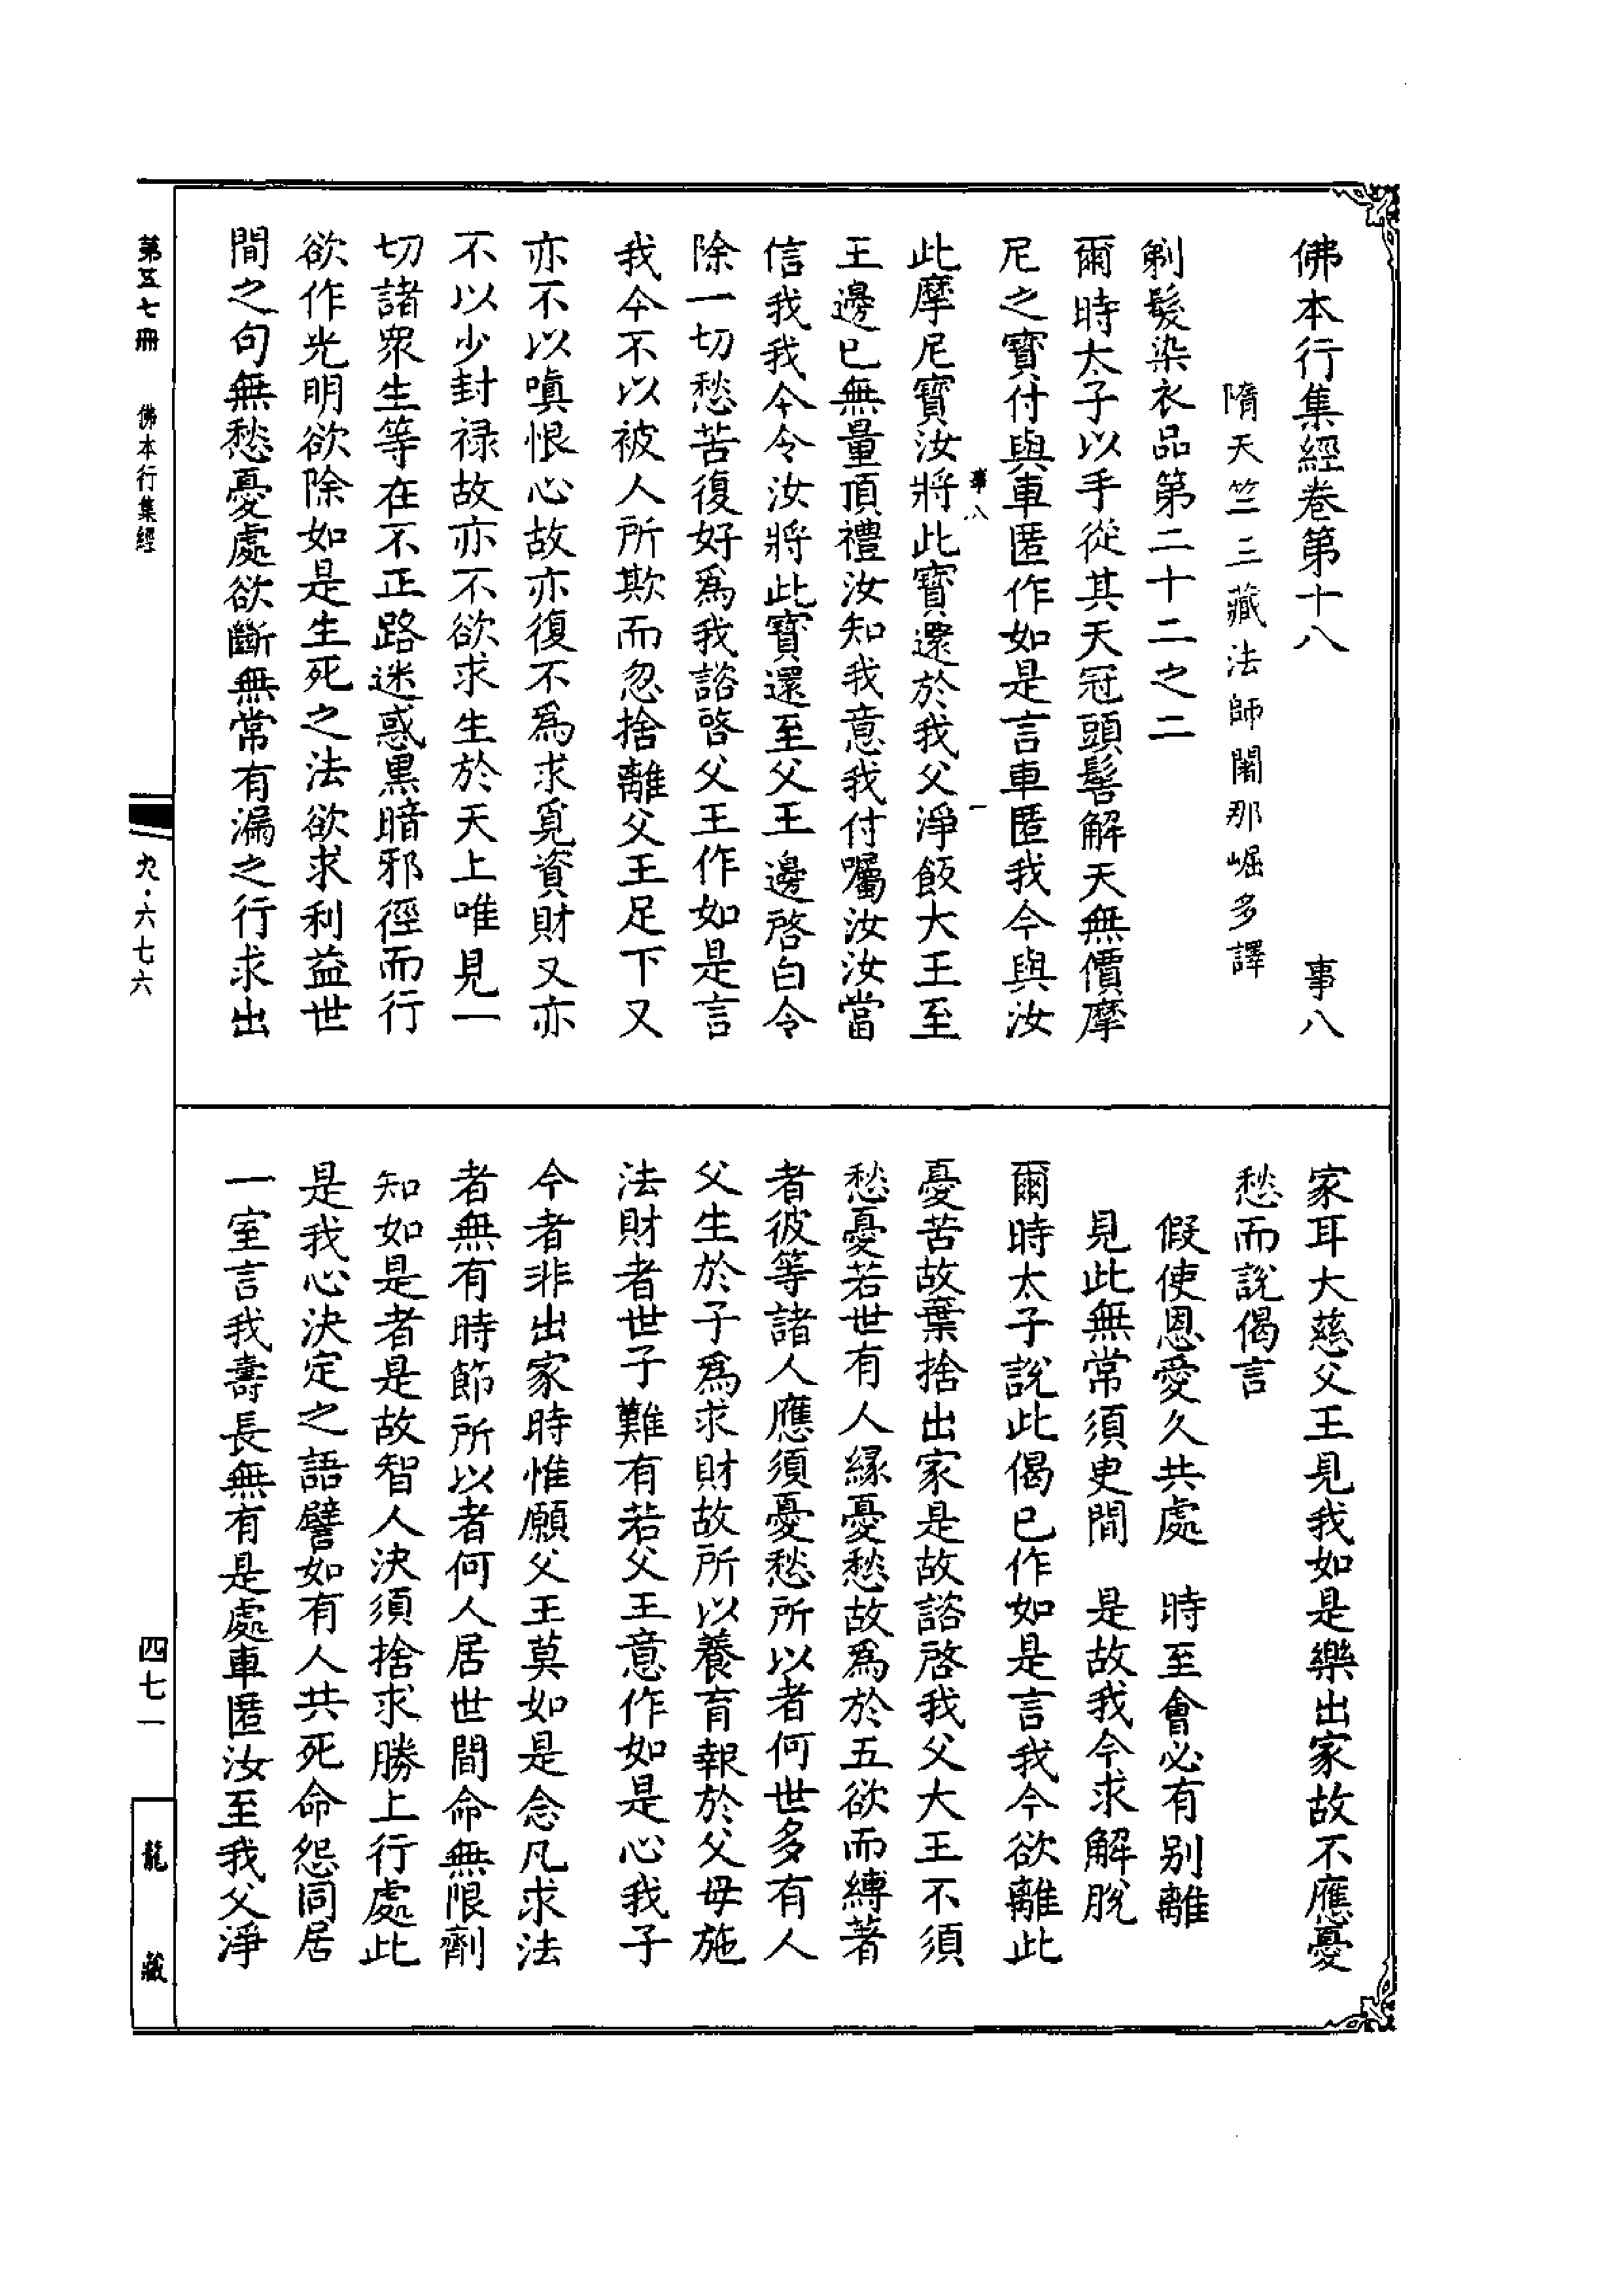 佛本行集經卷第十八　事八
隋天竺三藏法師闍那崛多譯
剃髮染衣品第二十二之二
爾時太子以手從其天冠頭髻解天無價摩
尼之寶付與車匿作如是言車匿我今與汝
事八　一
此摩尼寶汝將此寶還於我父淨飯大王至
王邊已無量頂禮汝知我意我付囑汝汝當
信我我今令汝將此寶還至父王邊啓白令
除一切愁苦復好爲我諮啓父王作如是言
我今不以被人所欺而忽捨離父王足下又
亦不以嗔恨心故亦復不爲求覓資財又亦
不以少封禄故亦不欲求生於天上唯見一
切諸衆生等在不正路迷惑黒暗邪徑而行
欲作光明欲除如是生死之法欲求利益世
間之句無愁憂處欲斷無常有漏之行求出
家耳大慈父王見我如是樂出家故不應憂
愁而說偈言
假使恩愛久共處　時至會必有别離
見此無常須臾間　是故我今求解脫
爾時太子說此偈已作如是言我今欲離此
憂苦故棄捨出家是故諮啓我父大王不須
愁憂若世有人緣憂愁故爲於五欲而縛著
者彼等諸人應須憂愁所以者何世多有人
父生於子爲求財故所以養育報於父母施
法財者世子難有若父王意作如是心我子
今者非出家時惟願父王莫如是念凡求法
者無有時節所以者何人居世間命無限劑
知如是者是故智人決須捨求勝上行處此
是我心決定之語譬如有人共死命怨同居
一室言我壽長無有是處車匿汝至我父淨
第五七冊　佛本行集經
九·六七六
四七一
龍藏